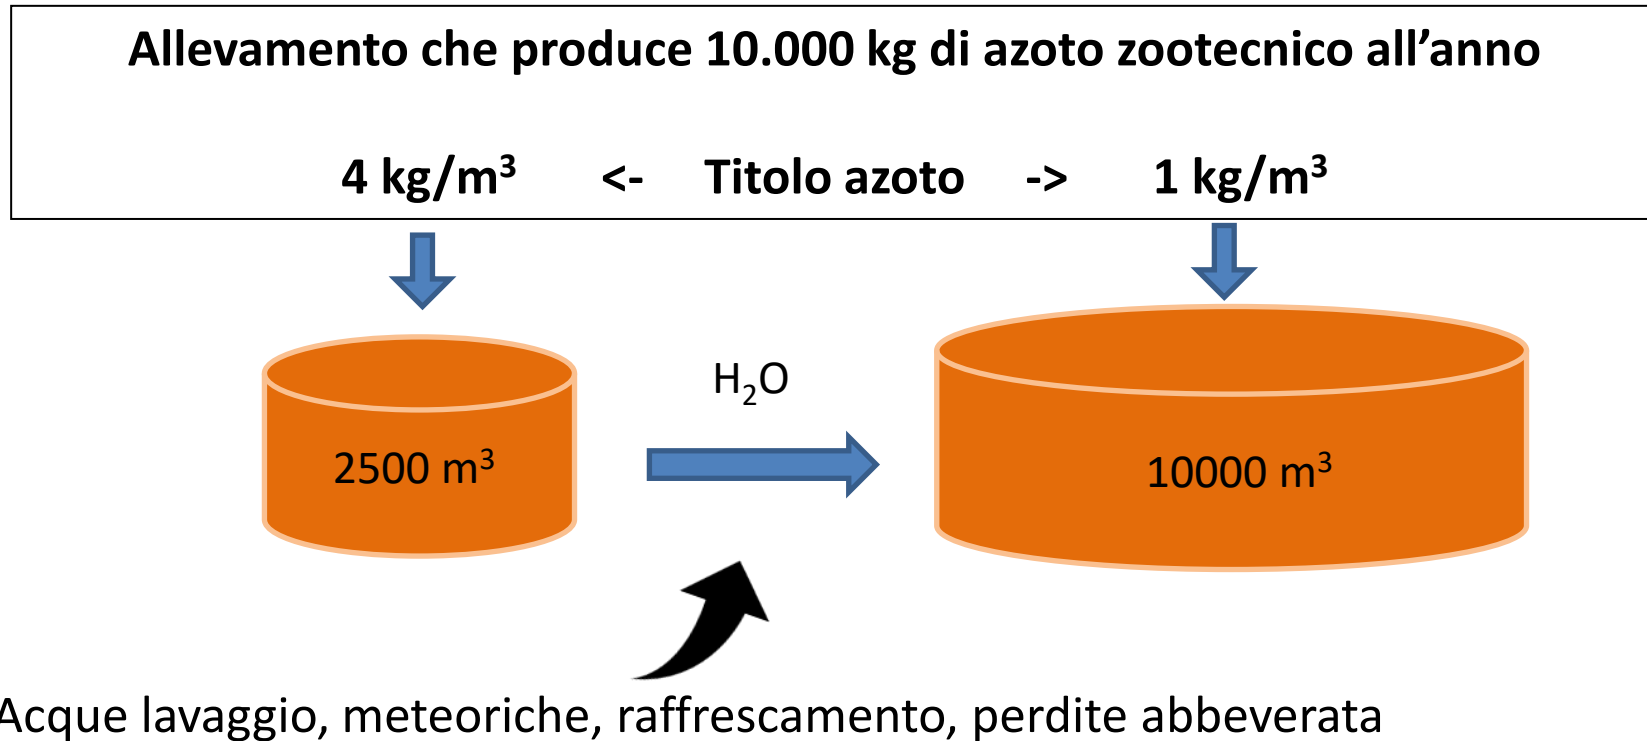 Allevamento che produce 10.000 kg di azoto zootecnico all’anno
4 kg/m³ <- Titolo azoto -> 1 kg/m³
H₂O
2500 m³
10000 m³
Acque lavaggio, meteoriche, raffrescamento, perdite abbeverata